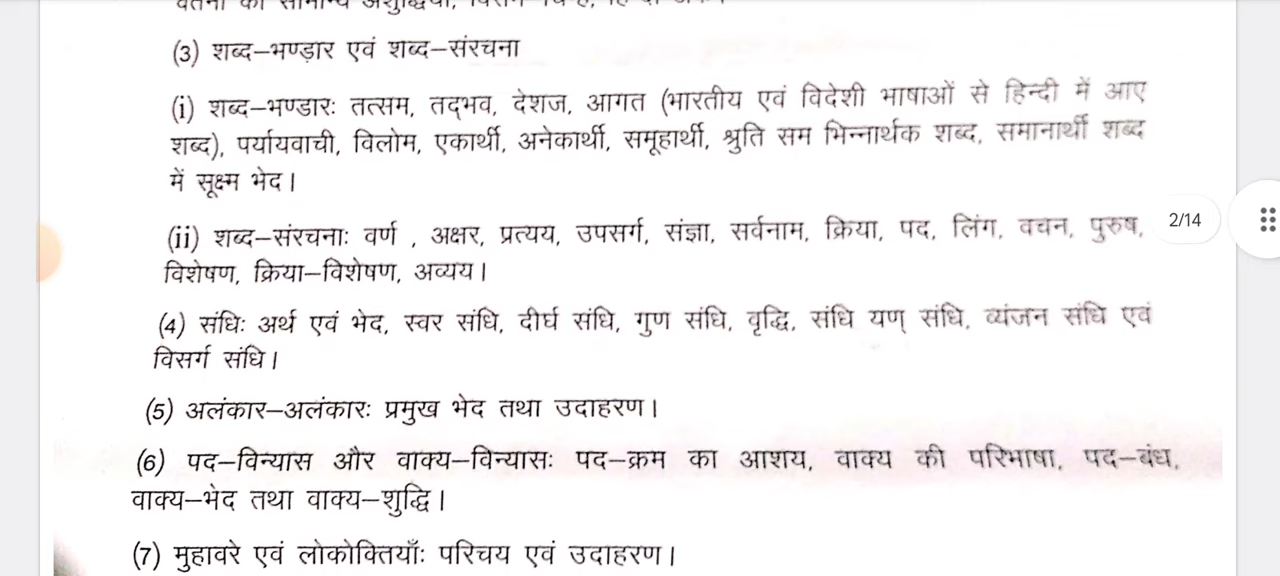 (3) शब्द–भण्डार एवं शब्द–संरचना
(i) शब्द–भण्डारः तत्सम, तद्भव, देशज, आगत (भारतीय एवं विदेशी भाषाओं से हिन्दी में आए
शब्द), पर्यायवाची, विलोम, एकार्थी, अनेकार्थी, समूहार्थी, श्रुति सम भिन्नार्थक शब्द, समानार्थी शब्द
में सूक्ष्म भेद।
(ii) शब्द–संरचनाः वर्ण , अक्षर, प्रत्यय, उपसर्ग, संज्ञा, सर्वनाम, क्रिया, पद, लिंग, वचन, पुरुष,
2/14
विशेषण, क्रिया–विशेषण, अव्यय।
(4) संधिः अर्थ एवं भेद, स्वर संधि, दीर्घ संधि, गुण संधि, वृद्धि, संधि यण् संधि, व्यंजन संधि एवं
विसर्ग संधि।
(5) अलंकार–अलंकारः प्रमुख भेद तथा उदाहरण।
(6) पद–विन्यास और वाक्य–विन्यासः पद–क्रम का आशय, वाक्य की परिभाषा, पद–बंध,
वाक्य–भेद तथा वाक्य–शुद्धि।
(7) मुहावरे एवं लोकोक्तियाँः परिचय एवं उदाहरण।